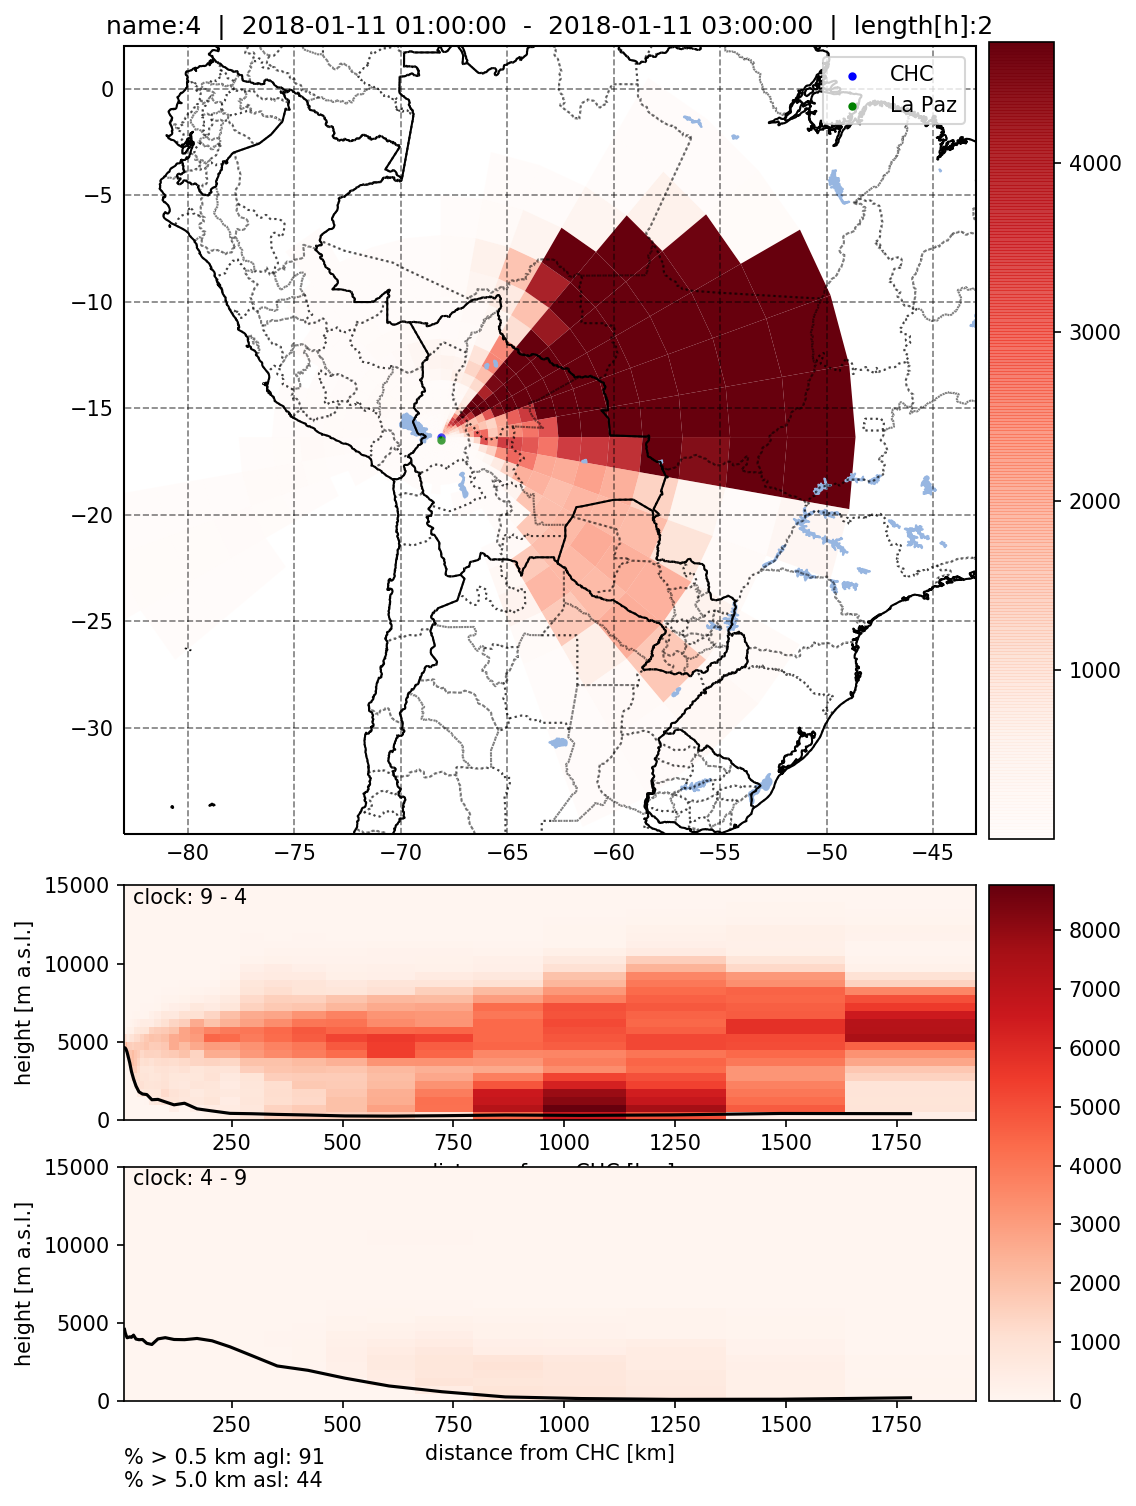 name:4 | 2018-01-11 01:00:00 - 2018-01-11 03:00:00 | length[h]:2
CHC
La Paz
0
−5
−10
−15
−20
−25
−30
−80 −75 −70 −65 −60 −55 −50 −45
4000
3000
2000
1000
clock: 9 - 4
15000
10000
5000
0
height [m a.s.l.]
250 500 750 1000 1250 1500 1750
distance from CHC [km]
clock: 4 - 9
15000
10000
5000
0
height [m a.s.l.]
250 500 750 1000 1250 1500 1750
distance from CHC [km]
8000
7000
6000
5000
4000
3000
2000
1000
0
% > 0.5 km agl: 91
% > 5.0 km asl: 44